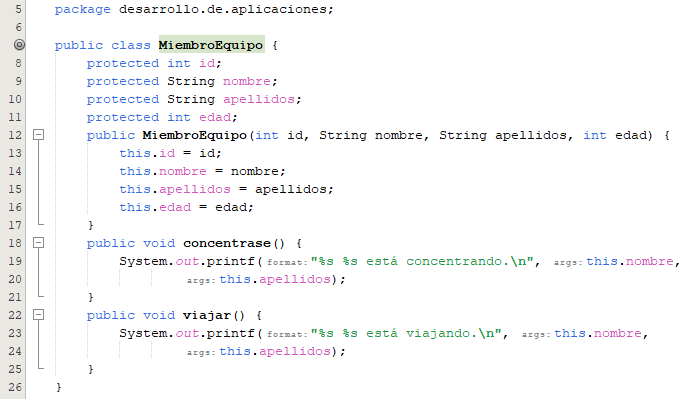 5 package desarrollo.de.aplicaciones;
6
public class MiembroEquipo {
8 protected int id;
9 protected String nombre;
10 protected String apellidos;
11 protected int edad;
12 public MiembroEquipo(int id, String nombre, String apellidos, int edad) {
13 this.id = id;
14 this.nombre = nombre;
15 this.apellidos = apellidos;
16 this.edad = edad;
17 }
18 public void concentrase() {
19 System.out.printf(format:"%s %s está concentrando.\n", args:this.nombre,
20 args:this.apellidos);
21 }
22 public void viajar() {
23 System.out.printf(format:"%s %s está viajando.\n", args:this.nombre,
24 args:this.apellidos);
25 }
26 }